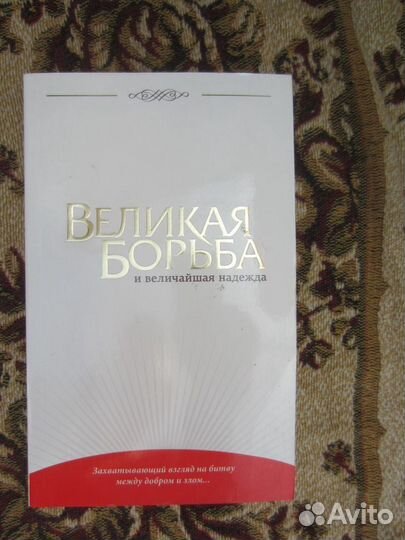 ВЕЛИКАЯ
БОРЬБА
и величайшая надежда
Захватывающий взгляд на битву
между добром и злом...
Avito